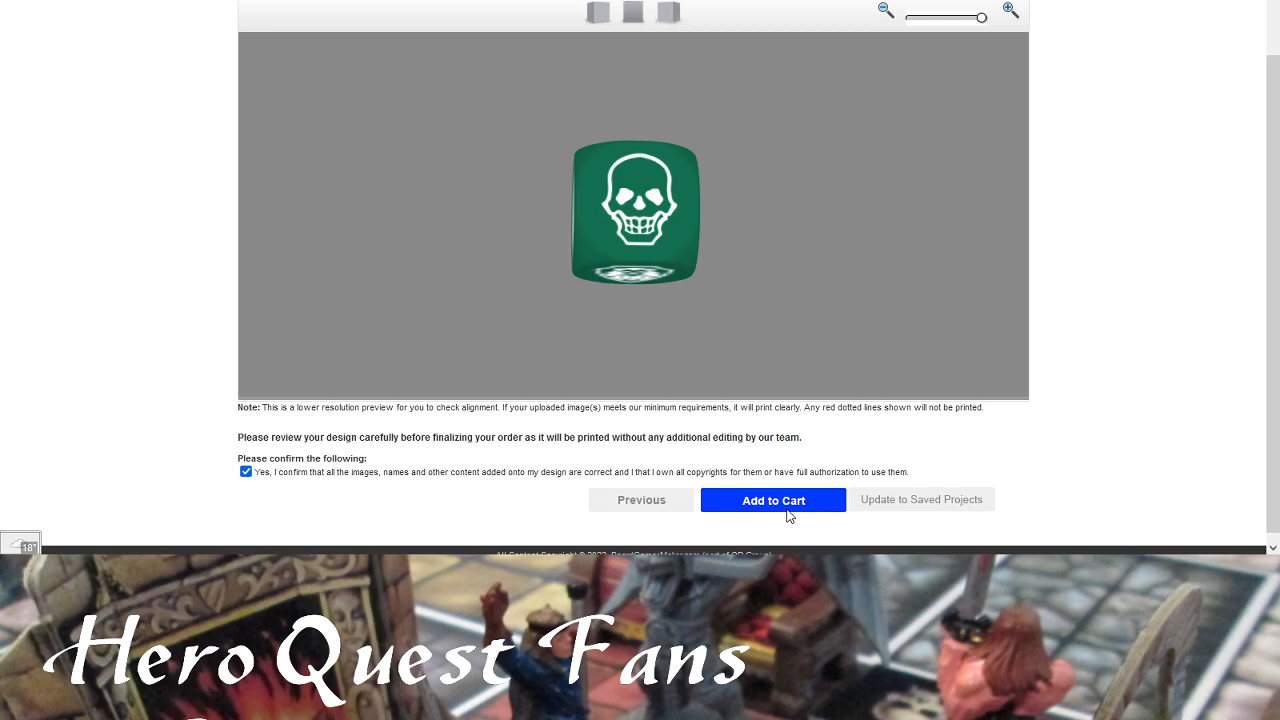 Note: This is a lower resolution preview for you to check alignment. If your uploaded image(s) meets our minimum requirements, it will print clearly. Any red dotted lines shown will not be printed.
Please review your design carefully before finalizing your order as it will be printed without any additional editing by our team.
Please confirm the following:
Yes, I confirm that all the images, names and other content added onto my design are correct and I that I own all copyrights for them or have full authorization to use them.
Previous
Add to Cart
Update to Saved Projects
18"
Hero Quest Fans